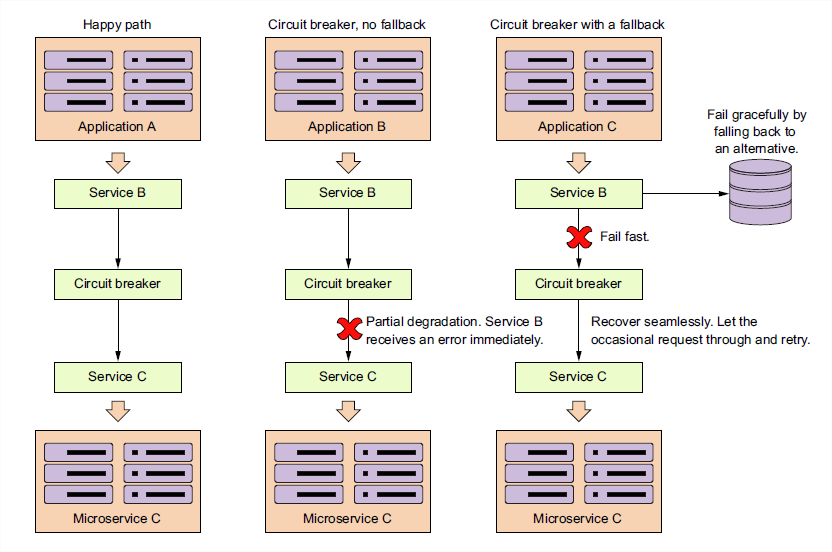 Happy path
Circuit breaker, no fallback
Circuit breaker with a fallback
Application A
Application B
Application C
Fail gracefully by
falling back to
an alternative.
Service B
Service B
Service B
Fail fast.
Circuit breaker
Circuit breaker
Circuit breaker
Partial degradation. Service B
receives an error immediately.
Recover seamlessly. Let the
occasional request through and retry.
Service C
Service C
Service C
Microservice C
Microservice C
Microservice C